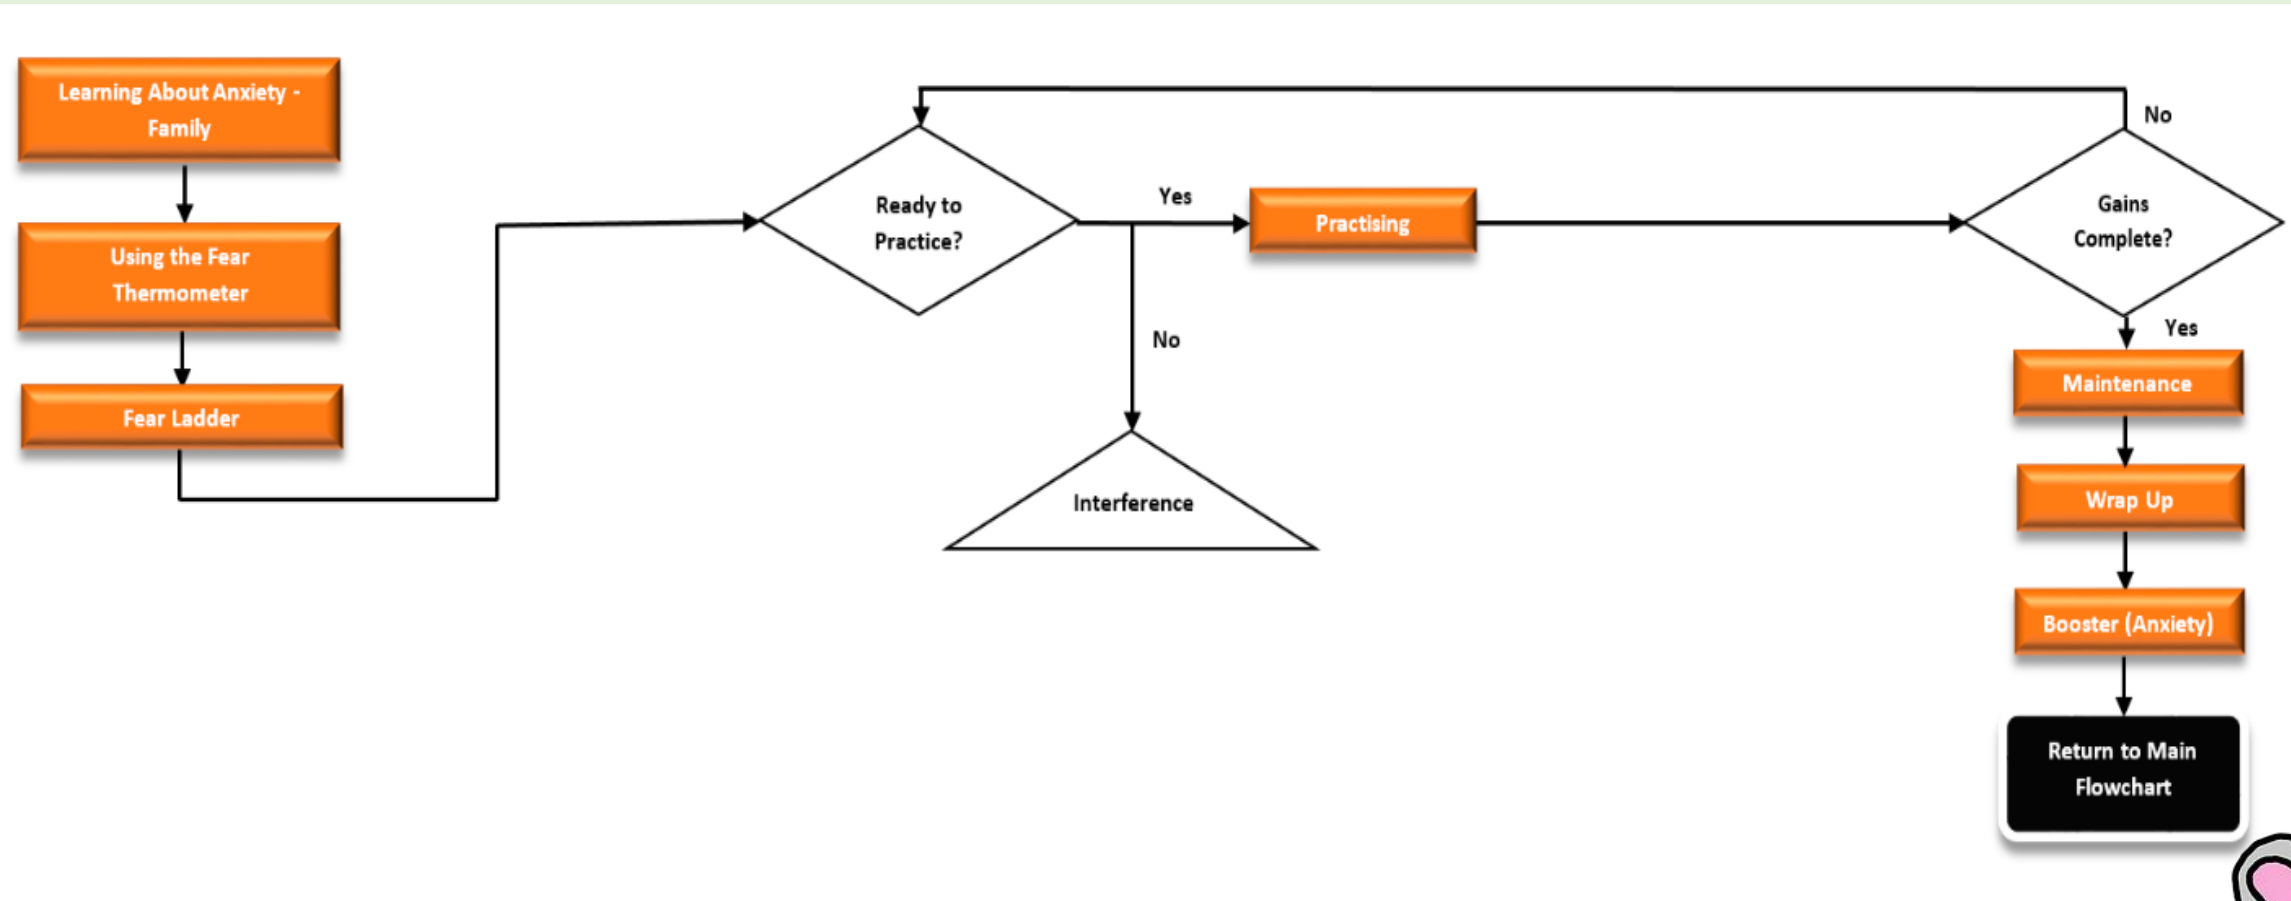 Learning About Anxiety -
Family
Using the Fear
Thermometer
Fear Ladder
Ready to
Practice?
Yes
No
Interference
Practising
Gains
Complete?
No
Yes
Maintenance
Wrap Up
Booster (Anxiety)
Return to Main
Flowchart